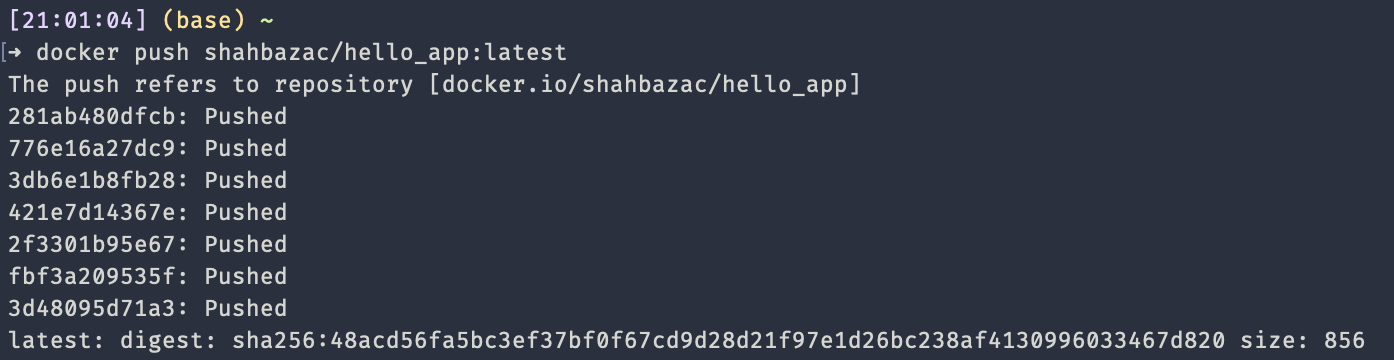 [21:01:04] (base) ~
[➜ docker push shahbazac/hello_app:latest
The push refers to repository [docker.io/shahbazac/hello_app]
281ab480dfcb: Pushed
776e16a27dc9: Pushed
3db6e1b8fb28: Pushed
421e7d14367e: Pushed
2f3301b95e67: Pushed
fbf3a209535f: Pushed
3d48095d71a3: Pushed
latest: digest: sha256:48acd56fa5bc3ef37bf0f67cd9d28d21f97e1d26bc238af4130996033467d820 size: 856